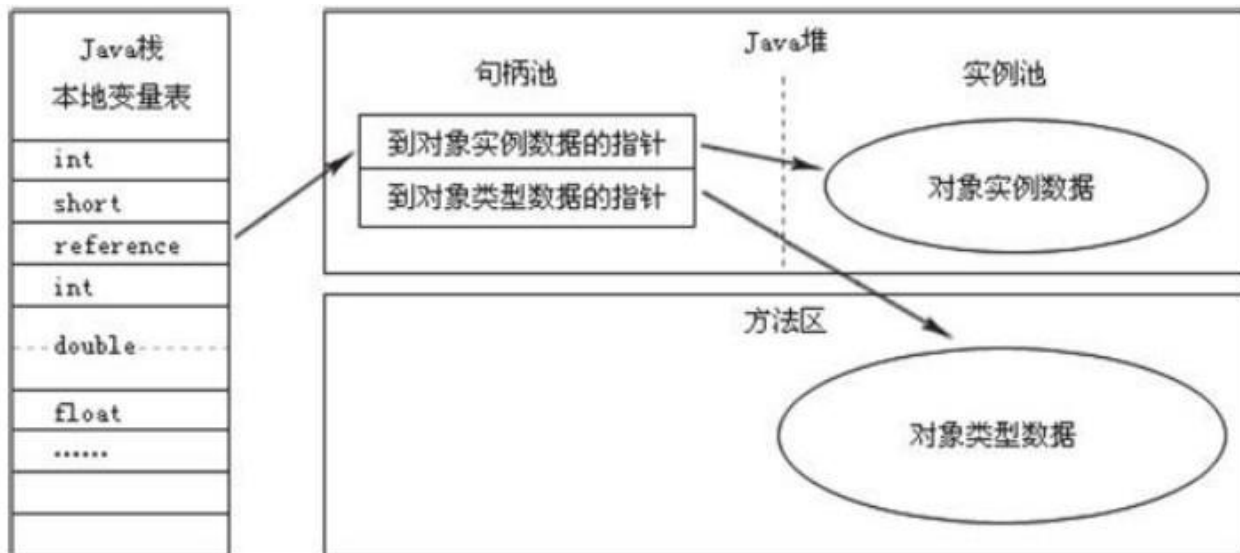 Java栈
本地变量表
int
short
reference
int
double
float
······
Java堆
句柄池
实例池
到对象实例数据的指针
到对象类型数据的指针
对象实例数据
方法区
对象类型数据